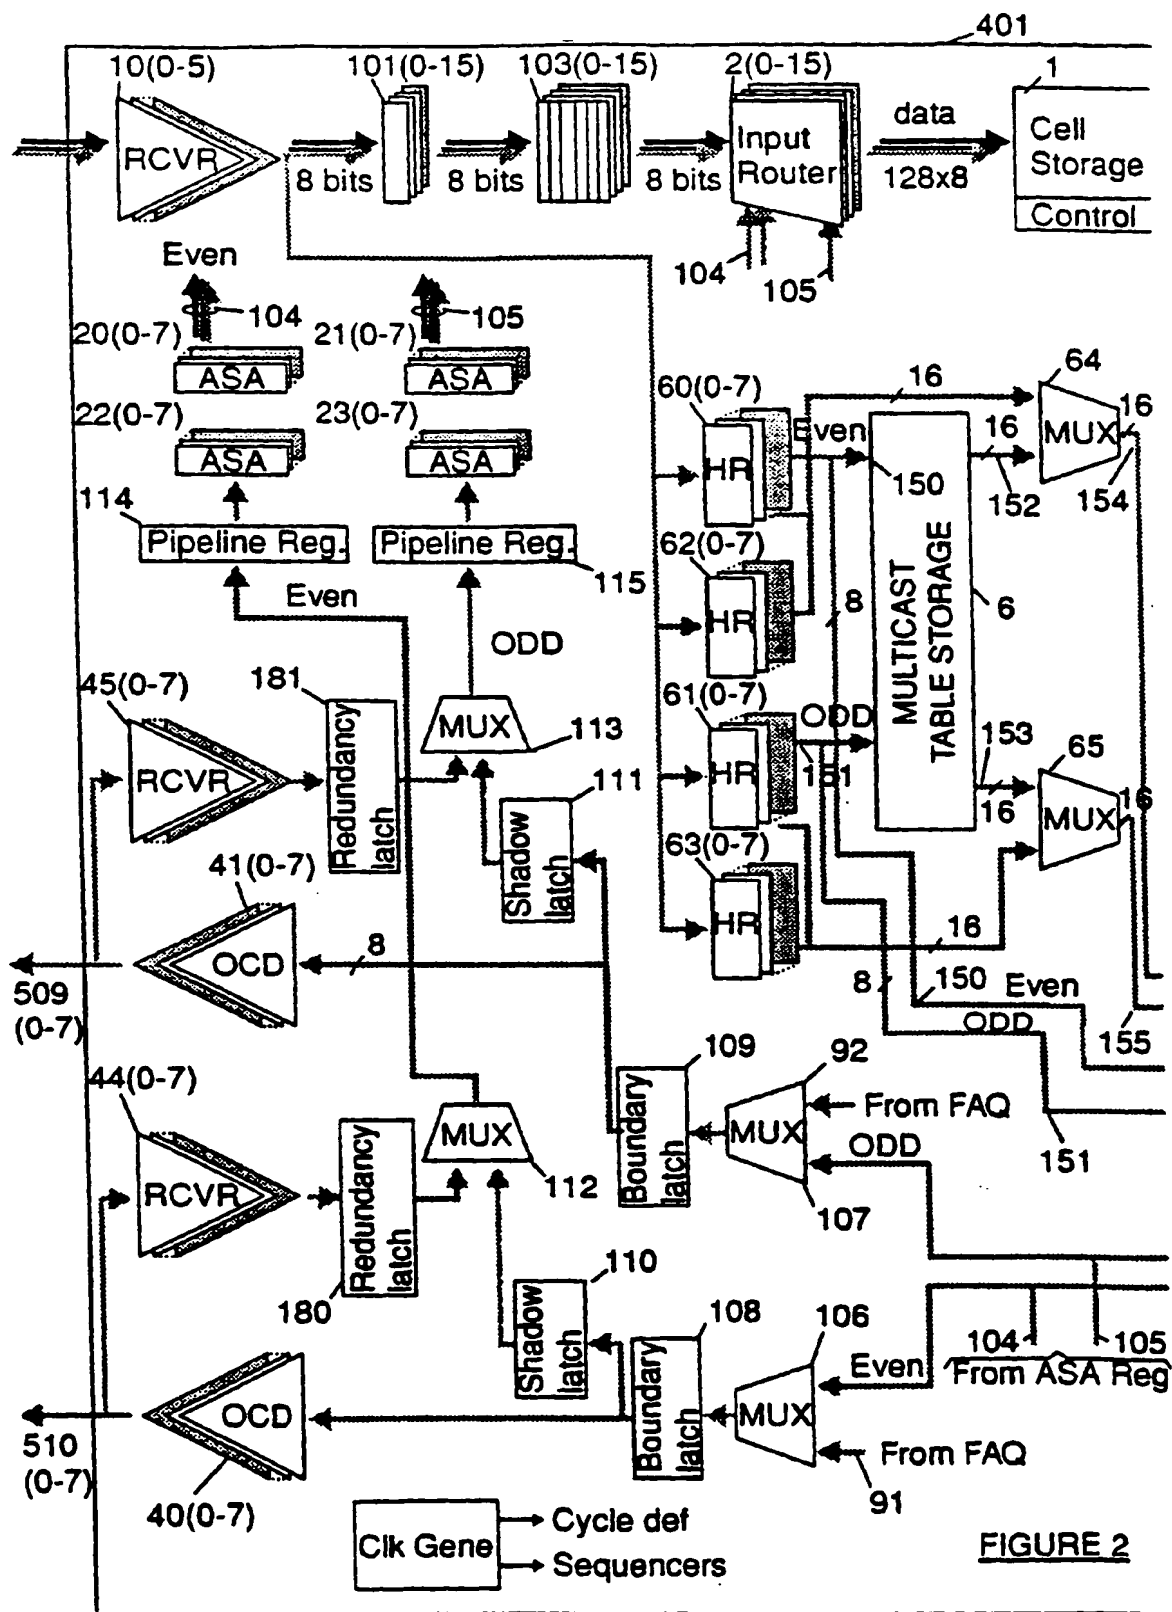 401
10(0-5)
101(0-15)
103(0-15)
2(0-15)
1
RCVR
8 bits
8 bits
8 bits
Input
Router
data
128x8
Cell
Storage
Control
104
105
Even
104
105
20(0-7)
ASA
21(0-7)
ASA
22(0-7)
ASA
23(0-7)
ASA
114
Pipeline Reg.
Pipeline Reg.
115
Even
ODD
60(0-7)
HR
Even
62(0-7)
HR
61(0-7)
HR
ODD
151
63(0-7)
HR
16
64
MUX
16
150
16
152
154
8
MULTICAST
TABLE STORAGE
6
153
16
65
MUX
16
16
8
150
Even
ODD
155
151
45(0-7)
RCVR
181
Redundancy
latch
MUX
113
111
Shadow
latch
41(0-7)
OCD
8
509
(0-7)
44(0-7)
RCVR
180
Redundancy
latch
MUX
112
109
Boundary
latch
92
MUX
From FAQ
ODD
107
110
Shadow
latch
108
Boundary
latch
106
MUX
Even
104
105
From ASA Reg
From FAQ
91
OCD
510
(0-7)
40(0-7)
Clk Gene
Cycle def
Sequencers
FIGURE 2